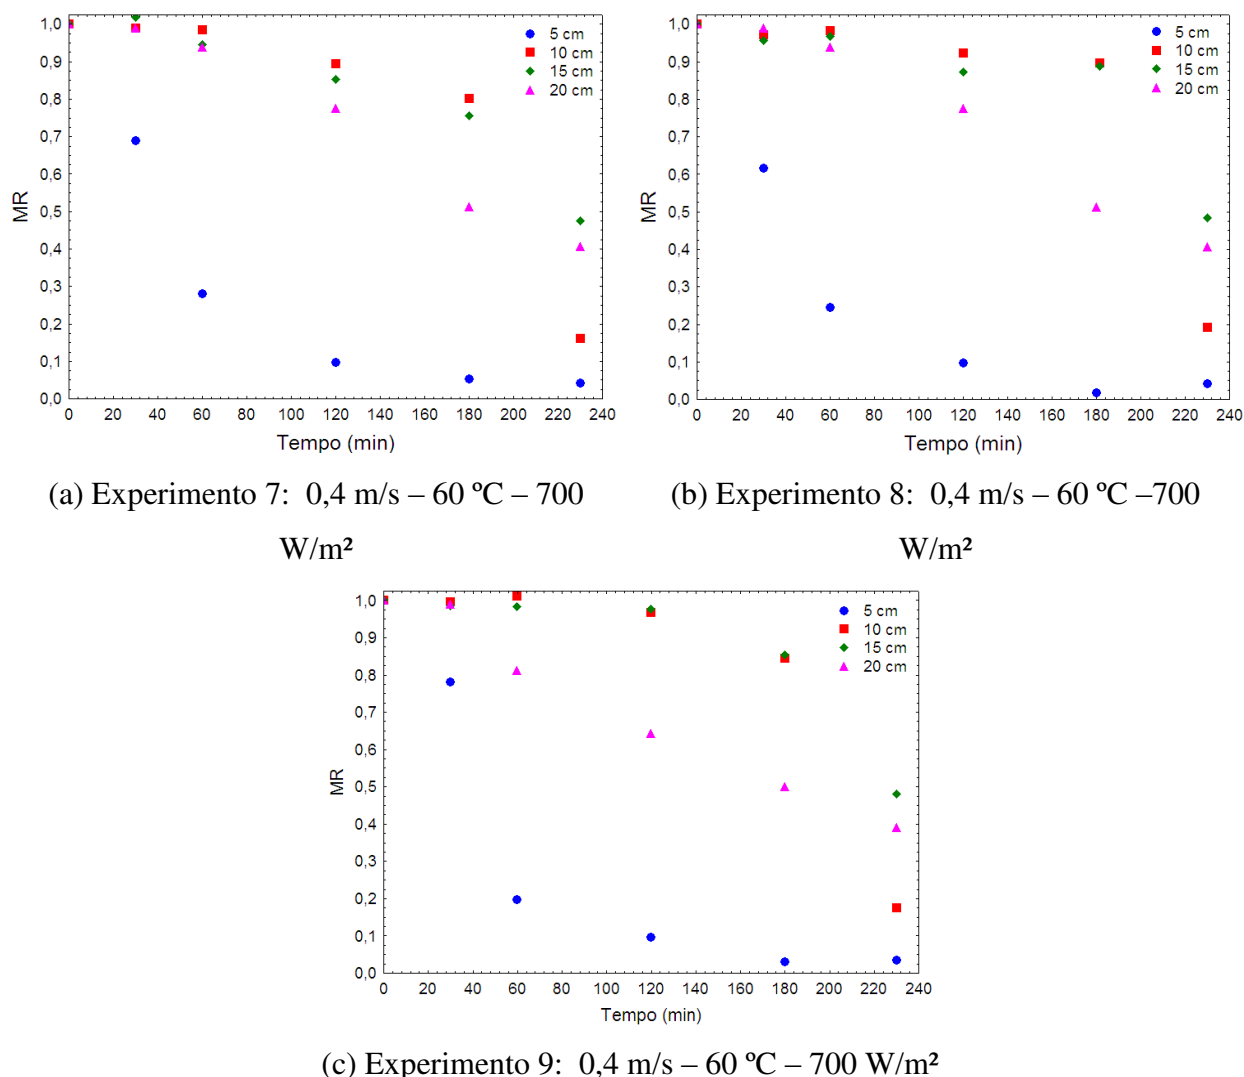 1,0
0,9
0,8
0,7
0,6
0,5
0,4
0,3
0,2
0,1
0,0
MR
5 cm
10 cm
15 cm
20 cm
0 20 40 60 80 100 120 140 160 180 200 220 240
Tempo (min)
1,0
0,9
0,8
0,7
0,6
0,5
0,4
0,3
0,2
0,1
0,0
MR
5 cm
10 cm
15 cm
20 cm
0 20 40 60 80 100 120 140 160 180 200 220 240
Tempo (min)
(a) Experimento 7: 0,4 m/s – 60 ºC – 700
W/m²
(b) Experimento 8: 0,4 m/s – 60 ºC –700
W/m²
1,0
0,9
0,8
0,7
0,6
0,5
0,4
0,3
0,2
0,1
0,0
MR
5 cm
10 cm
15 cm
20 cm
0 20 40 60 80 100 120 140 160 180 200 220 240
Tempo (min)
(c) Experimento 9: 0,4 m/s – 60 ºC – 700 W/m²